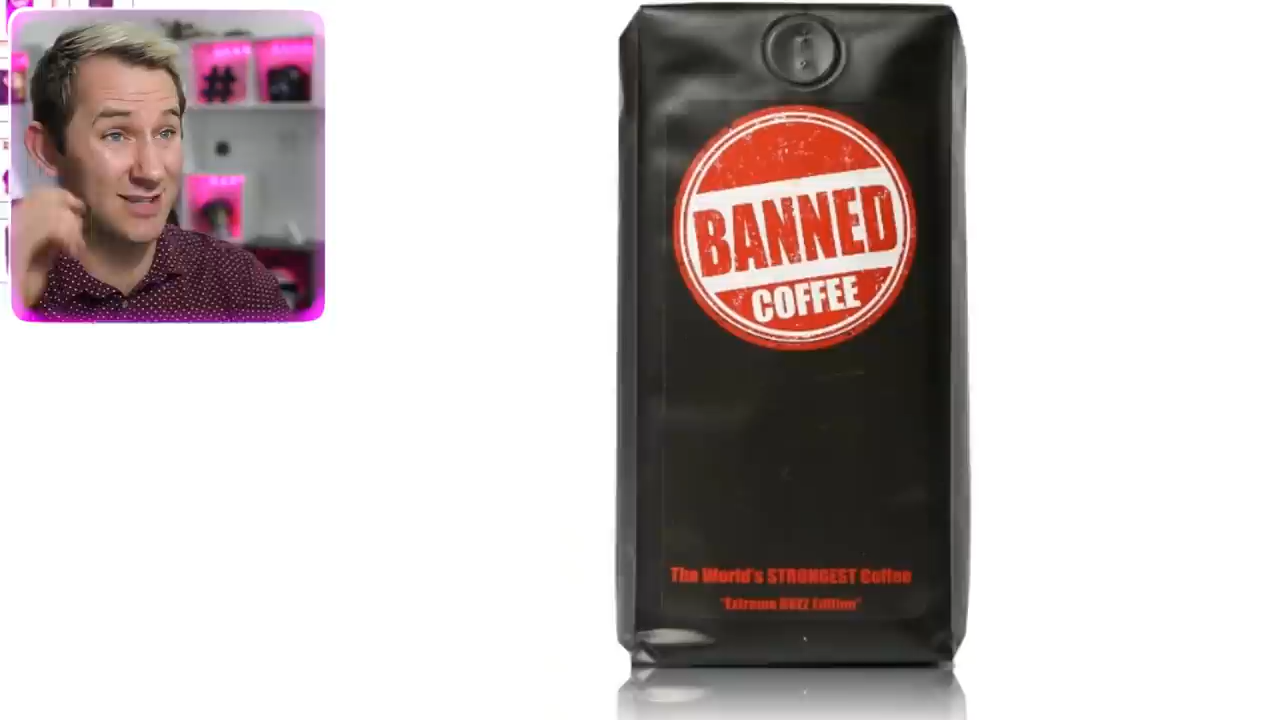 BANNED
COFFEE
The World's STRONGEST Coffee
"Extreme BUZZ Edition"